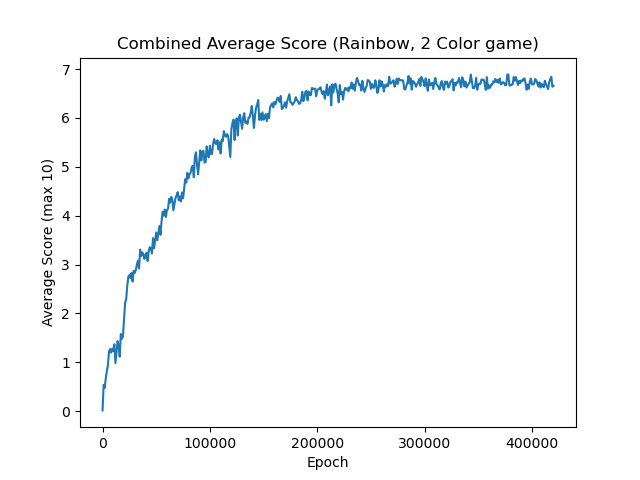 Combined Average Score (Rainbow, 2 Color game)
Average Score (max 10)
7
6
5
4
3
2
1
0
0 100000 200000 300000 400000
Epoch